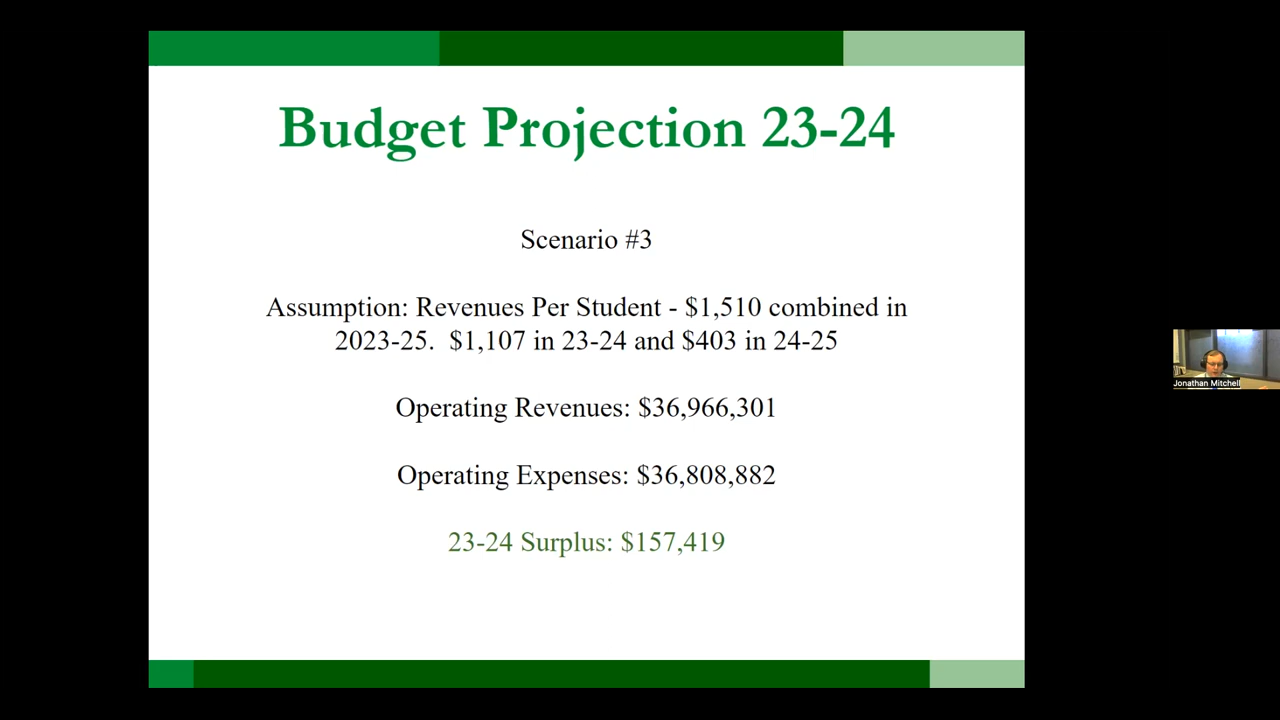 Budget Projection 23-24
Scenario #3
Assumption: Revenues Per Student - $1,510 combined in
2023-25.  $1,107 in 23-24 and $403 in 24-25
Operating Revenues: $36,966,301
Operating Expenses: $36,808,882
23-24 Surplus: $157,419
Jonathan Mitchell